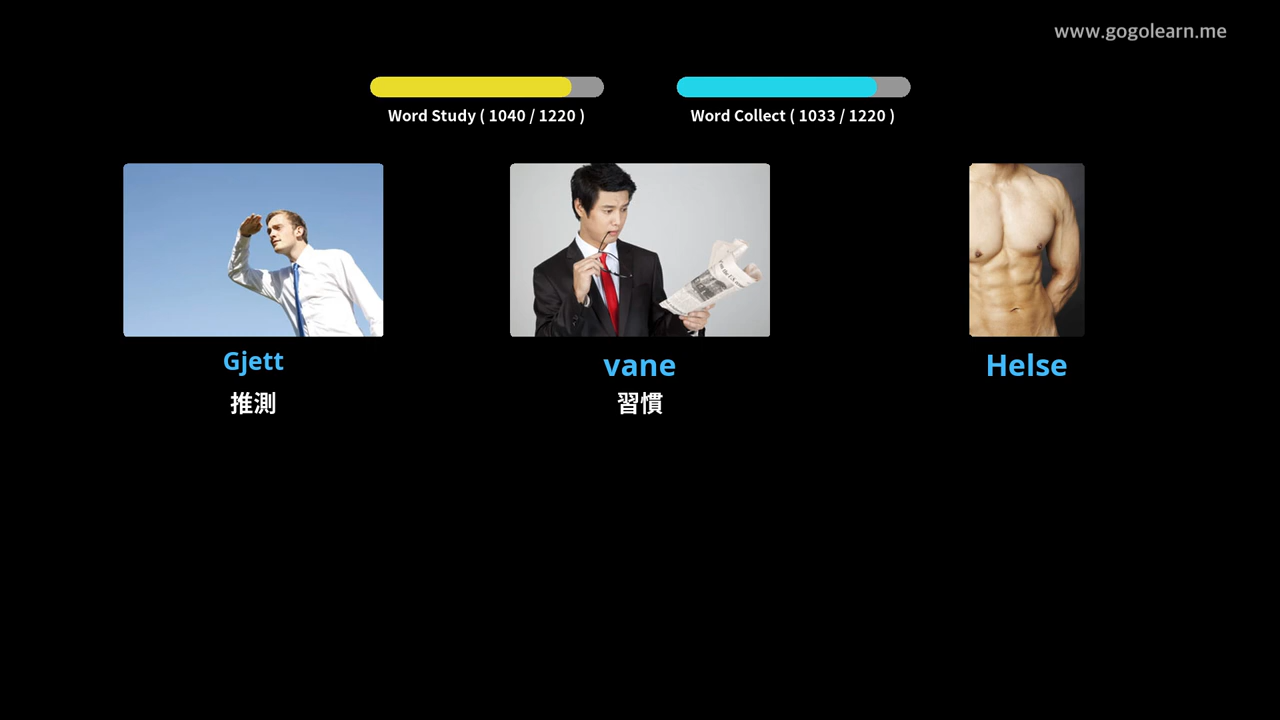 www.gogolearn.me
Word Study ( 1040 / 1220 )
Word Collect ( 1033 / 1220 )
Gjett
推測
vane
習慣
Helse